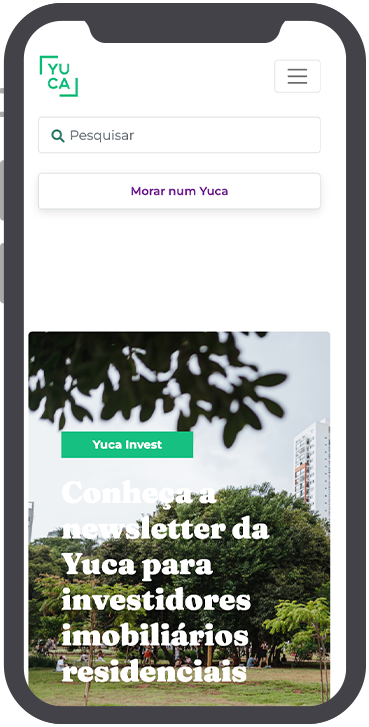 YU
CA
Pesquisar
Morar num Yuca
Yuca Invest
Conheça a
newsletter da
Yuca para
investidores
imobiliários
residenciais